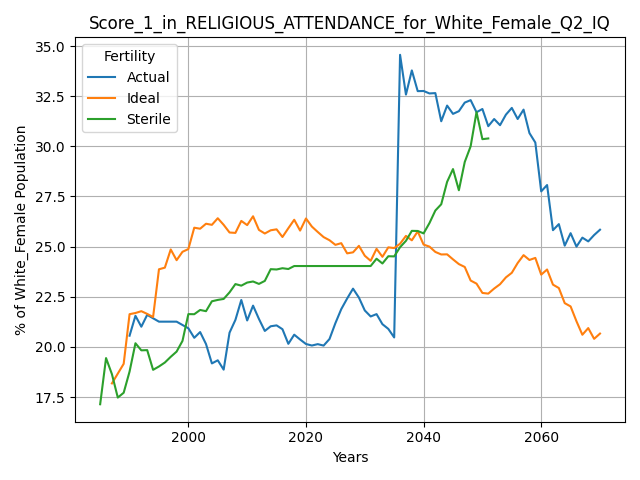 Score_1_in_RELIGIOUS_ATTENDANCE_for_White_Female_Q2_IQ
Fertility
Actual
Ideal
Sterile
% of White_Female Population
35.0
32.5
30.0
27.5
25.0
22.5
20.0
17.5
2000
2020
2040
2060
Years